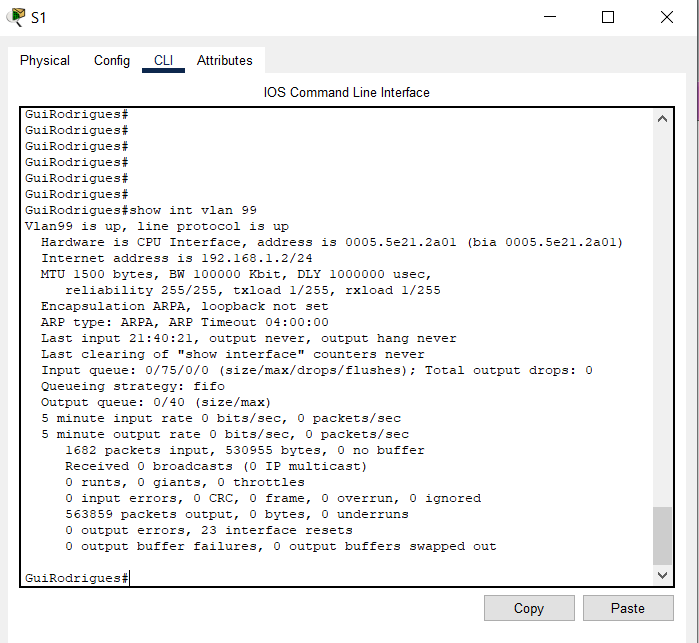 S1
Physical Config CLI Attributes
IOS Command Line Interface
GuiRodrigues#
GuiRodrigues#
GuiRodrigues#
GuiRodrigues#
GuiRodrigues#
GuiRodrigues#
GuiRodrigues#show int vlan 99
Vlan99 is up, line protocol is up
  Hardware is CPU Interface, address is 0005.5e21.2a01 (bia 0005.5e21.2a01)
  Internet address is 192.168.1.2/24
  MTU 1500 bytes, BW 100000 Kbit, DLY 1000000 usec,
     reliability 255/255, txload 1/255, rxload 1/255
  Encapsulation ARPA, loopback not set
  ARP type: ARPA, ARP Timeout 04:00:00
  Last input 21:40:21, output never, output hang never
  Last clearing of "show interface" counters never
  Input queue: 0/75/0/0 (size/max/drops/flushes); Total output drops: 0
  Queueing strategy: fifo
  Output queue: 0/40 (size/max)
  5 minute input rate 0 bits/sec, 0 packets/sec
  5 minute output rate 0 bits/sec, 0 packets/sec
     1682 packets input, 530955 bytes, 0 no buffer
     Received 0 broadcasts (0 IP multicast)
     0 runts, 0 giants, 0 throttles
     0 input errors, 0 CRC, 0 frame, 0 overrun, 0 ignored
     563859 packets output, 0 bytes, 0 underruns
     0 output errors, 23 interface resets
     0 output buffer failures, 0 output buffers swapped out
GuiRodrigues#
Copy Paste